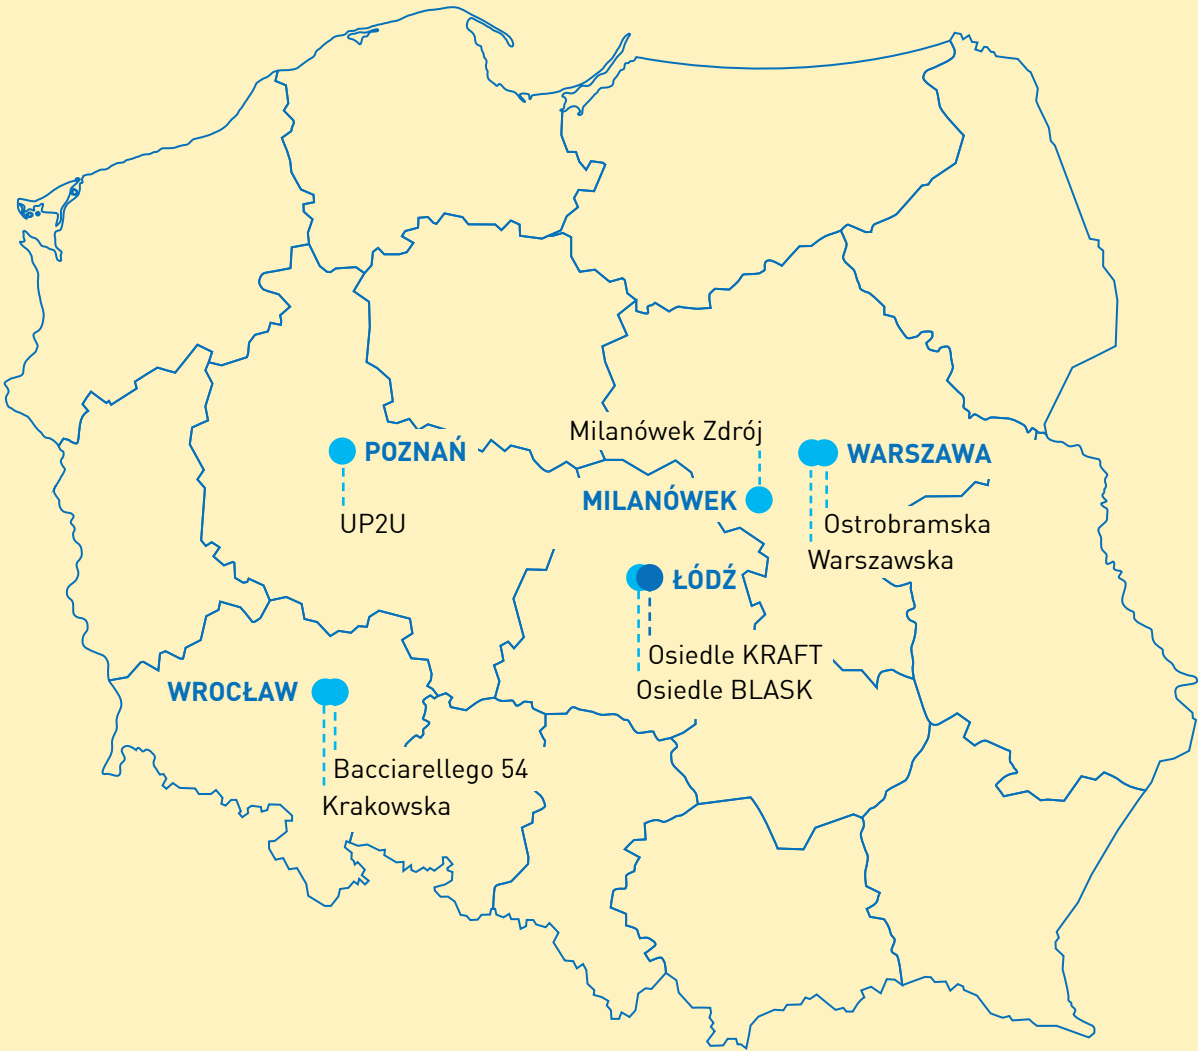 Milanówek Zdrój
POZNAŃ
WARSZAWA
MILANÓWEK
UP2U
Ostrobramska
Warszawska
ŁÓDŹ
Osiedle KRAFT
Osiedle BLASK
WROCŁAW
Bacciarellego 54
Krakowska